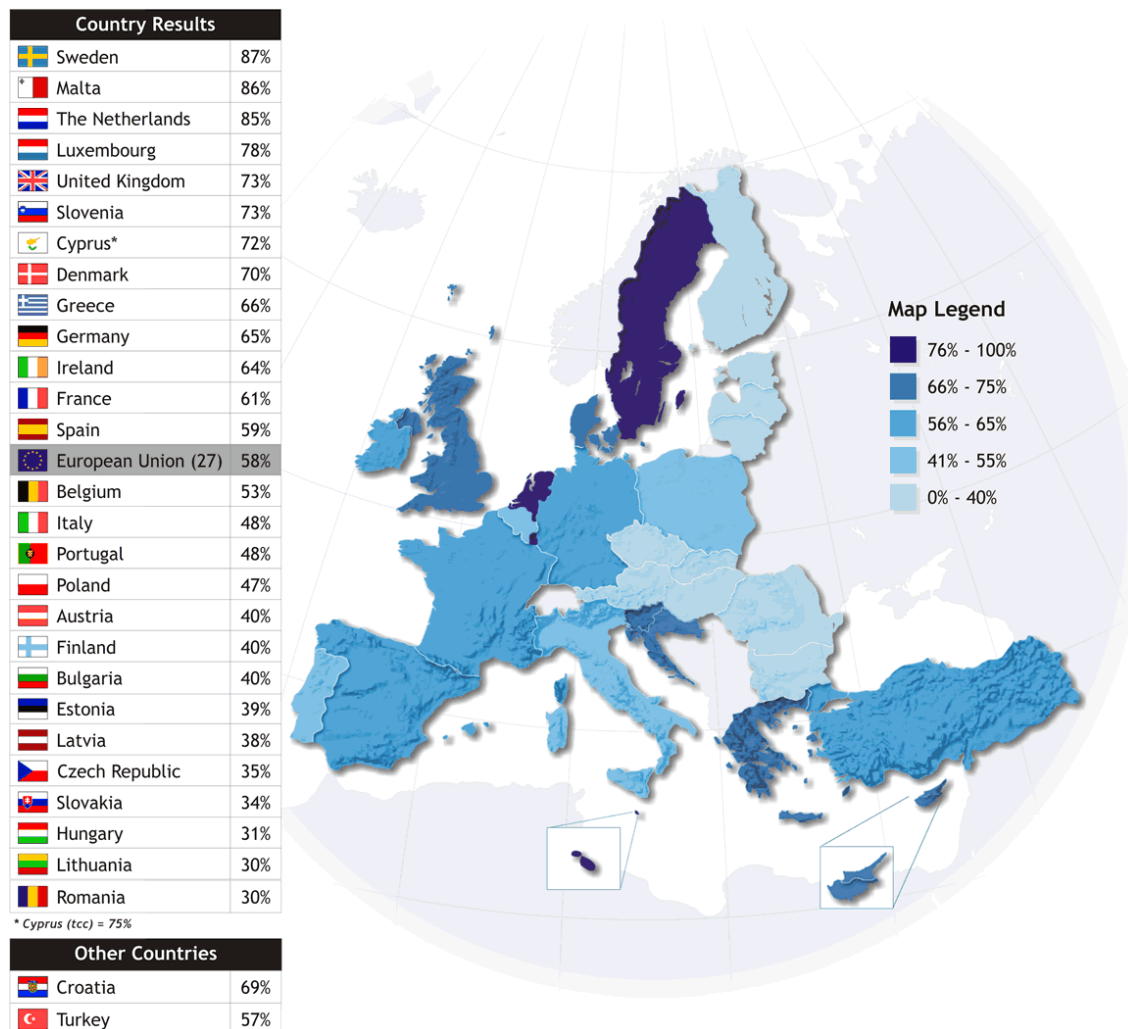 Country Results
Sweden 87%
Malta 86%
The Netherlands 85%
Luxembourg 78%
United Kingdom 73%
Slovenia 73%
Cyprus* 72%
Denmark 70%
Greece 66%
Germany 65%
Ireland 64%
France 61%
Spain 59%
European Union (27) 58%
Belgium 53%
Italy 48%
Portugal 48%
Poland 47%
Austria 40%
Finland 40%
Bulgaria 40%
Estonia 39%
Latvia 38%
Czech Republic 35%
Slovakia 34%
Hungary 31%
Lithuania 30%
Romania 30%
* Cyprus (tcc) = 75%
Other Countries
Croatia 69%
Turkey 57%
Map Legend
76% - 100%
66% - 75%
56% - 65%
41% - 55%
0% - 40%